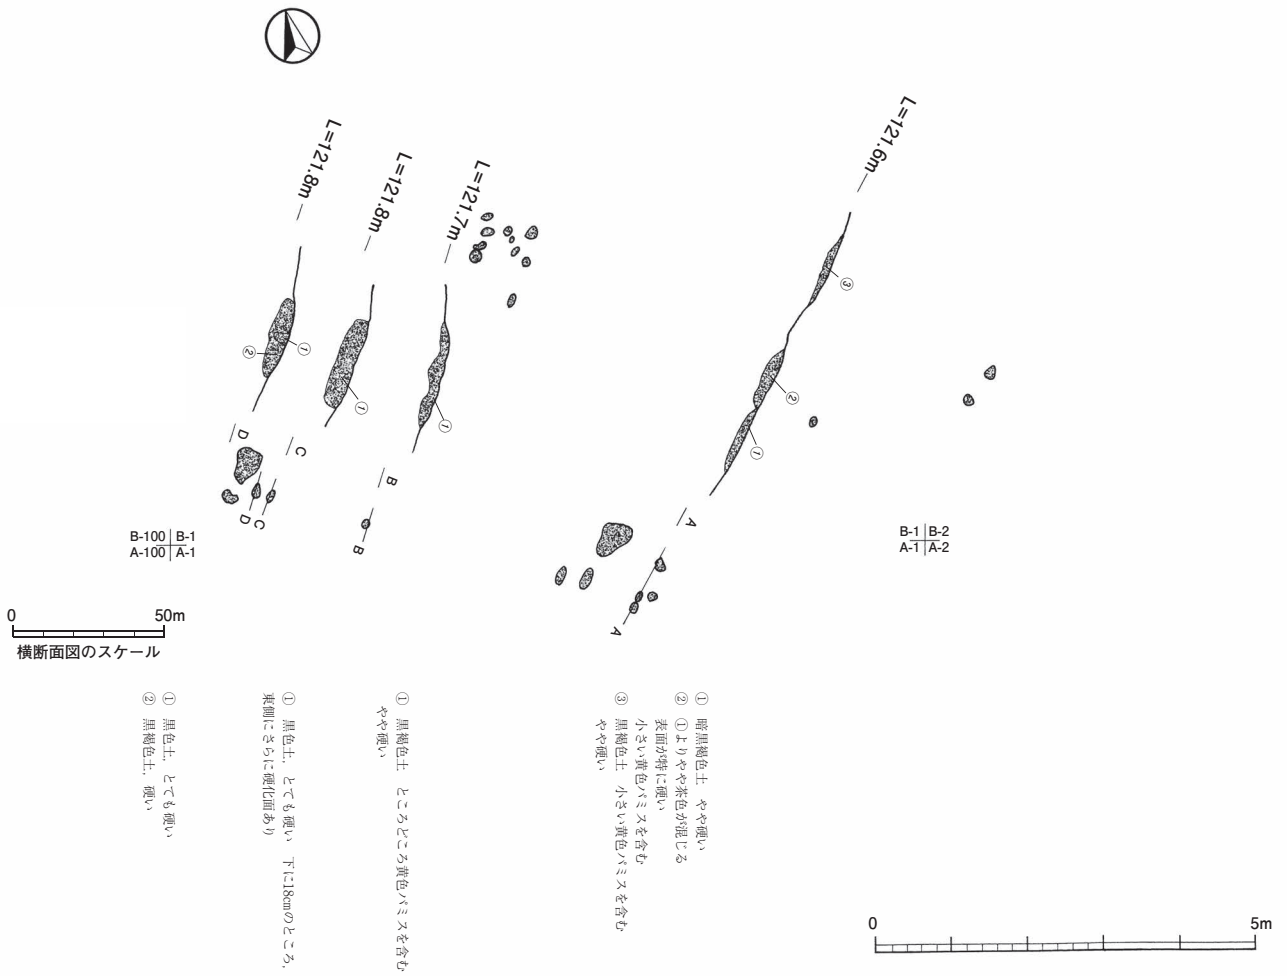 L=121.8m
L=121.8m
L=121.7m
L=121.6m
①
②
①
①
③
②
①
D
C
B
A
D
C
B
A
B-100 B-1
A-100 A-1
B-1 B-2
A-1 A-2
0 50m
横断面図のスケール
① 暗黒褐色土 やや硬い
② ①よりやや茶色が混じる
表面が特に硬い
小さい黄色パミスを含む
③ 黒褐色土 小さい黄色パミスを含む
やや硬い
① 黒褐色土 ところどころ黄色パミスを含む
やや硬い
① 黒色土，とても硬い 下に18cmのところ，
東側にさらに硬化面あり
① 黒色土，とても硬い
② 黒褐色土，硬い
0 5m